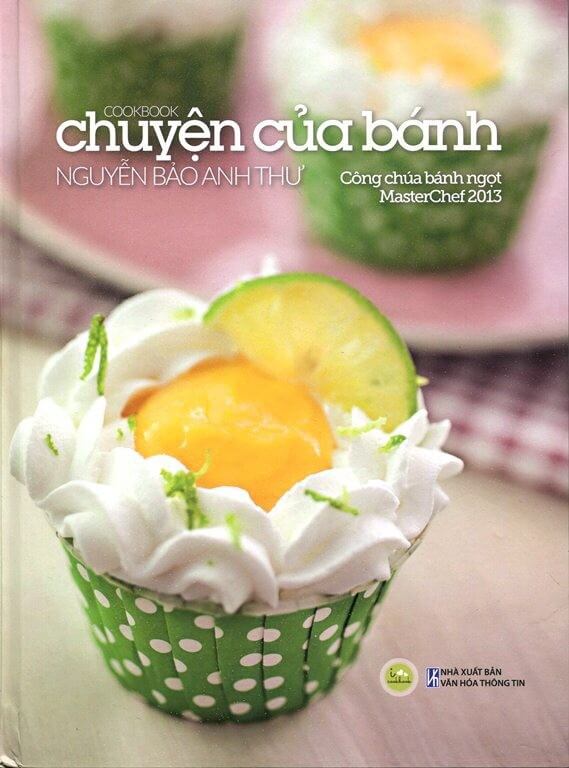 COOKBOOK
chuyện của bánh
NGUYỄN BẢO ANH THƯ
Công chúa bánh ngọt
MasterChef 2013
NHÀ XUẤT BẢN
VĂN HÓA THÔNG TIN